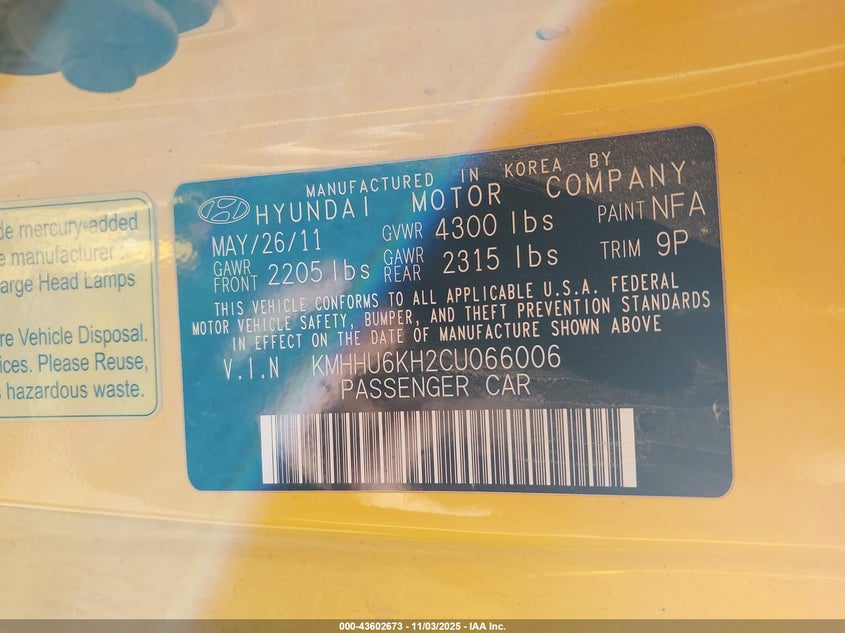 de mercury-added
e manufacturer .
arge Head Lamps
re Vehicle Disposal.
ices. Please Reuse,
s hazardous waste.
MANUFACTURED IN KOREA BY
HYUNDAI MOTOR COMPANY
MAY/26/11 GVWR 4300 lbs PAINT NFA
GAWR FRONT 2205 lbs GAWR REAR 2315 lbs TRIM 9P
THIS VEHICLE CONFORMS TO ALL APPLICABLE U.S.A. FEDERAL
MOTOR VEHICLE SAFETY, BUMPER, AND THEFT PREVENTION STANDARDS
IN EFFECT ON THE DATE OF MANUFACTURE SHOWN ABOVE
V.I.N KMHHU6KH2CU066006
PASSENGER CAR
000-43602673 - 11/03/2025 - IAA Inc.